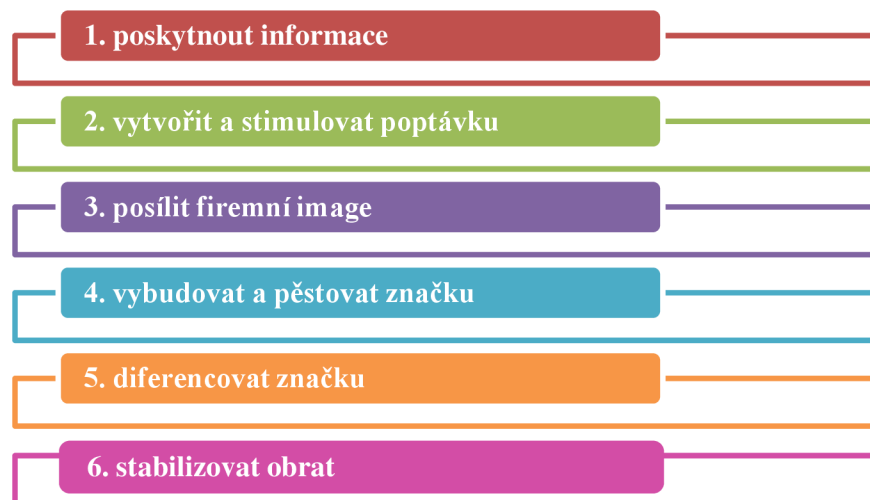 1. poskytnout informace
2. vytvořit a stimulovat poptávku
3. posílit firemní image
4. vybudovat a pěstovat značku
5. diferencovat značku
6. stabilizovat obrat